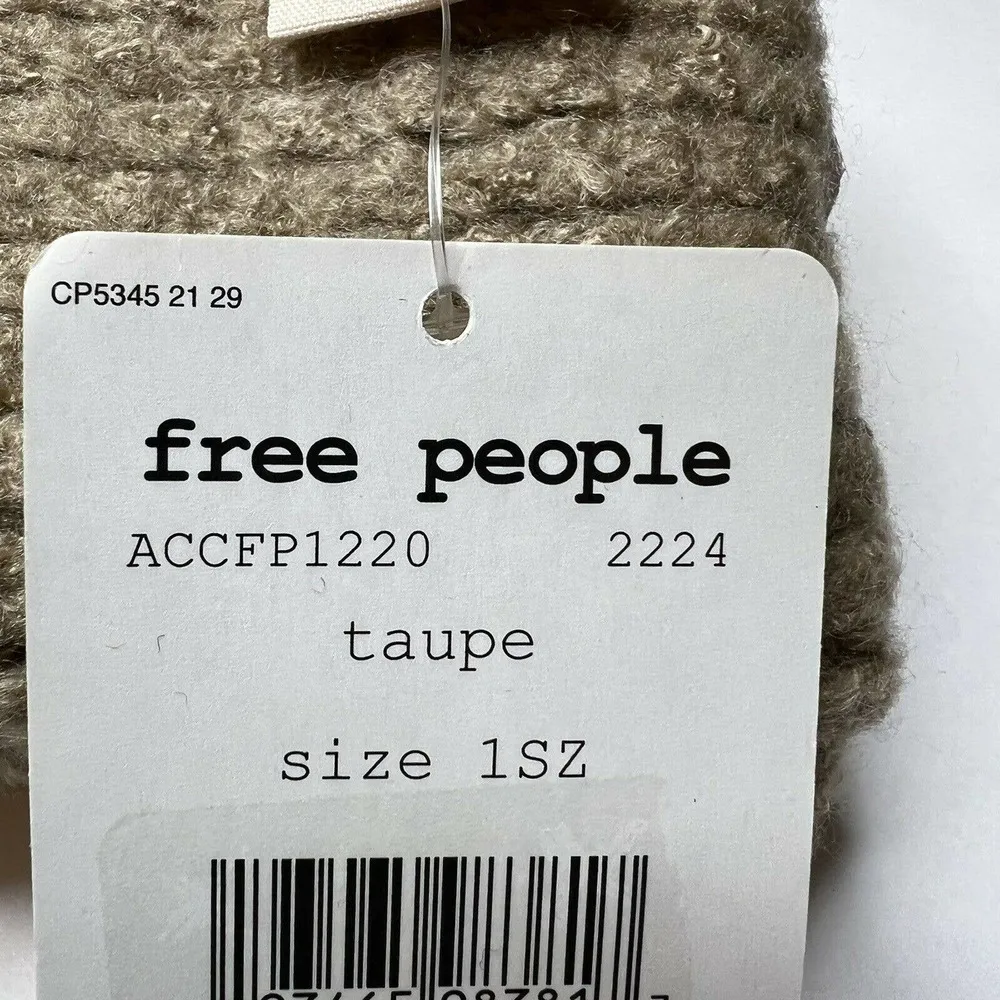 CP5345 21 29
free people
ACCFP1220 2224
taupe
size 1SZ